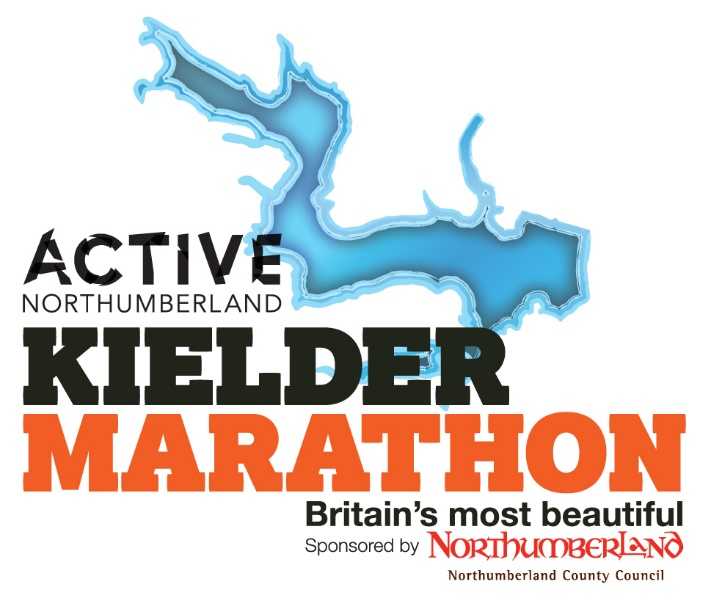 ACTIVE
NORTHUMBERLAND
KIELDER
MARATHON
Britain's most beautiful
Sponsored by NORTHUMBERLAND
Northumberland County Council